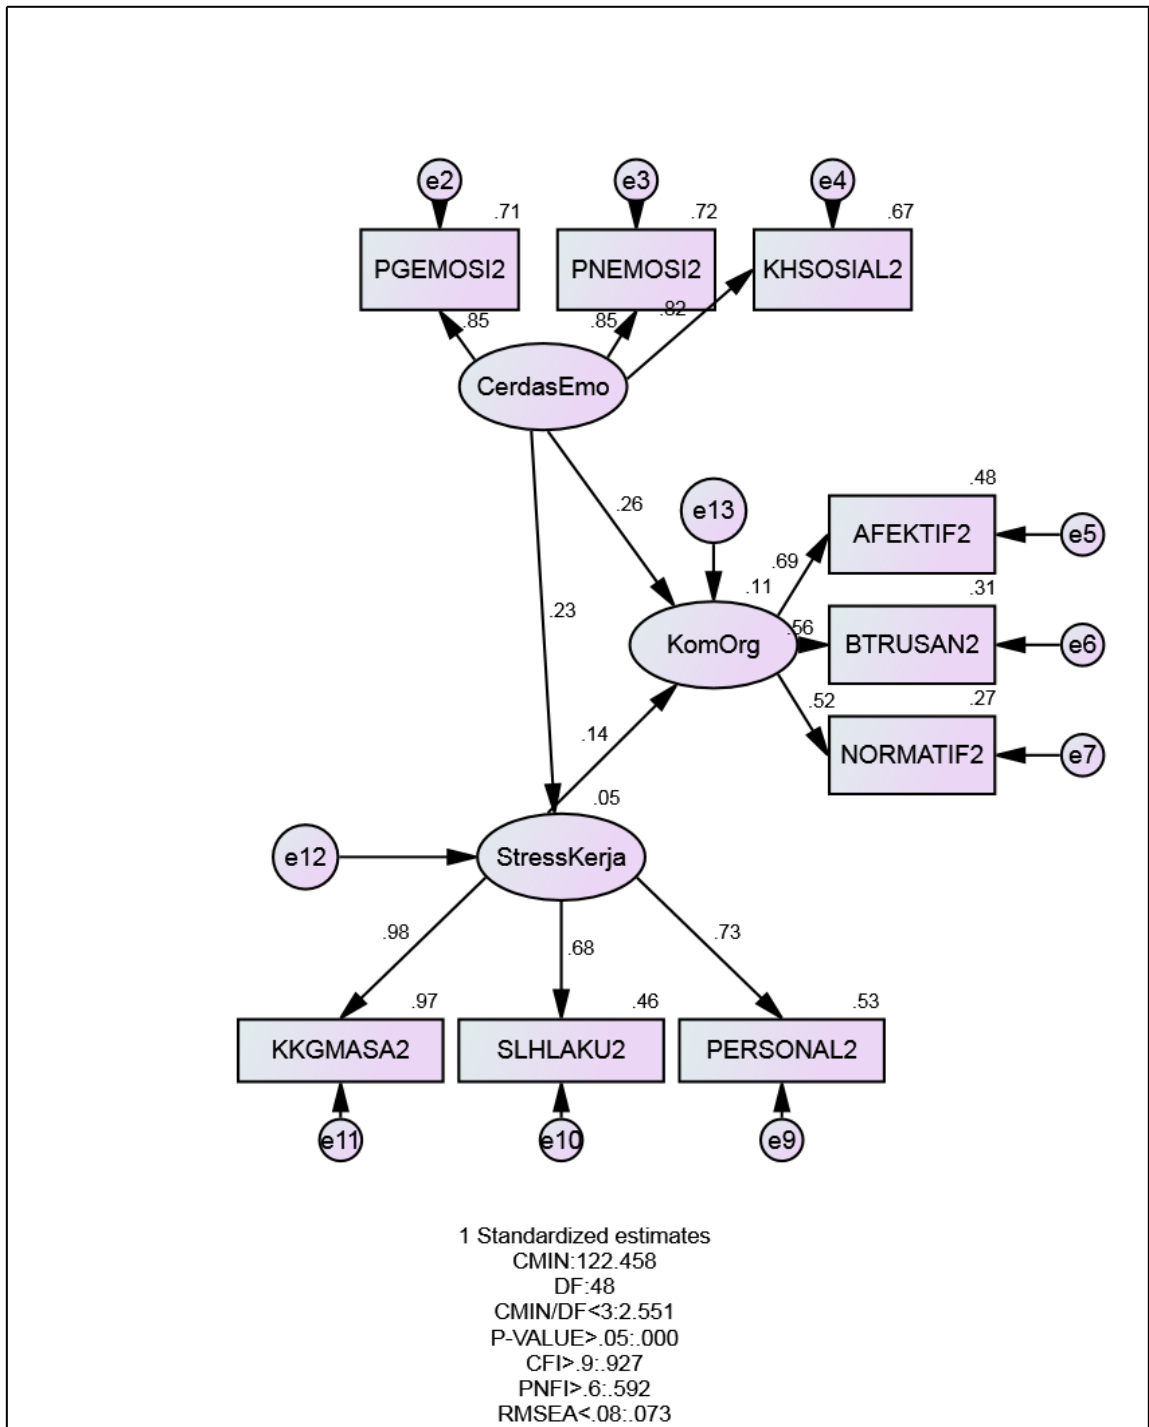 e2
e3
e4
.71
.72
.67
PGEMOSI2
PNEMOSI2
KHSOSIAL2
.85
.85
.82
CerdasEmo
.26
.23
e13
.48
AFEKTIF2
e5
.69
.11
.31
KomOrg
.56
BTRUSAN2
e6
.52
.27
NORMATIF2
e7
.14
.05
e12
StressKerja
.98
.68
.73
.97
.46
.53
KKGMASA2
SLHLAKU2
PERSONAL2
e11
e10
e9
1 Standardized estimates
CMIN:122.458
DF:48
CMIN/DF<3:2.551
P-VALUE>.05:.000
CFI>.9:.927
PNFI>.6:.592
RMSEA<.08:.073